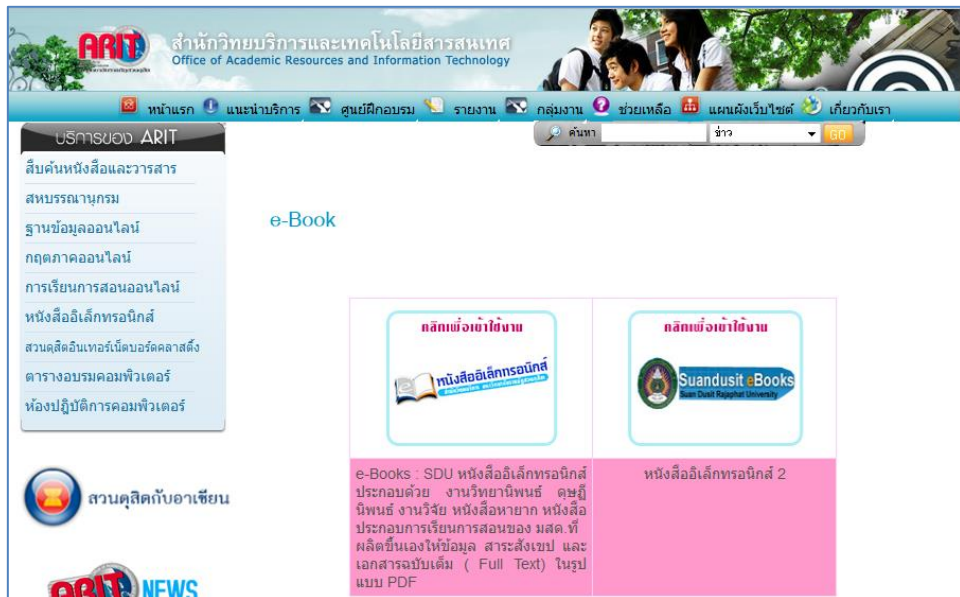 ARIT
สำนักวิทยบริการและเทคโนโลยีสารสนเทศ
Office of Academic Resources and Information Technology
หน้าแรก แนะนำบริการ ศูนย์ฝึกอบรม รายงาน กลุ่มงาน ช่วยเหลือ แผนผังเว็บไซต์ เกี่ยวกับเรา
ค้นหา ข่าว GO
บริการของ ARIT
สืบค้นหนังสือและวารสาร
สหบรรณานุกรม
ฐานข้อมูลออนไลน์
กฤตภาคออนไลน์
การเรียนการสอนออนไลน์
หนังสืออิเล็กทรอนิกส์
สวนดุสิตอินเทอร์เน็ตบอร์ดคลาสติ้ง
ตารางอบรมคอมพิวเตอร์
ห้องปฏิบัติการคอมพิวเตอร์
สวนดุสิตกับอาเซียน
ARIT NEWS
e-Book
คลิกเพื่อเข้าใช้งาน
หนังสืออิเล็กทรอนิกส์
e-Books : SDU หนังสืออิเล็กทรอนิกส์
ประกอบด้วย งานวิทยานิพนธ์ ดุษฎี
นิพนธ์ งานวิจัย หนังสือหายาก หนังสือ
ประกอบการเรียนการสอนของ มสด.ที่
ผลิตขึ้นเองให้ข้อมูล สาระสังเขป และ
เอกสารฉบับเต็ม ( Full Text) ในรูป
แบบ PDF
คลิกเพื่อเข้าใช้งาน
Suandusit eBooks
Suan Dusit Rajaphat University
หนังสืออิเล็กทรอนิกส์ 2